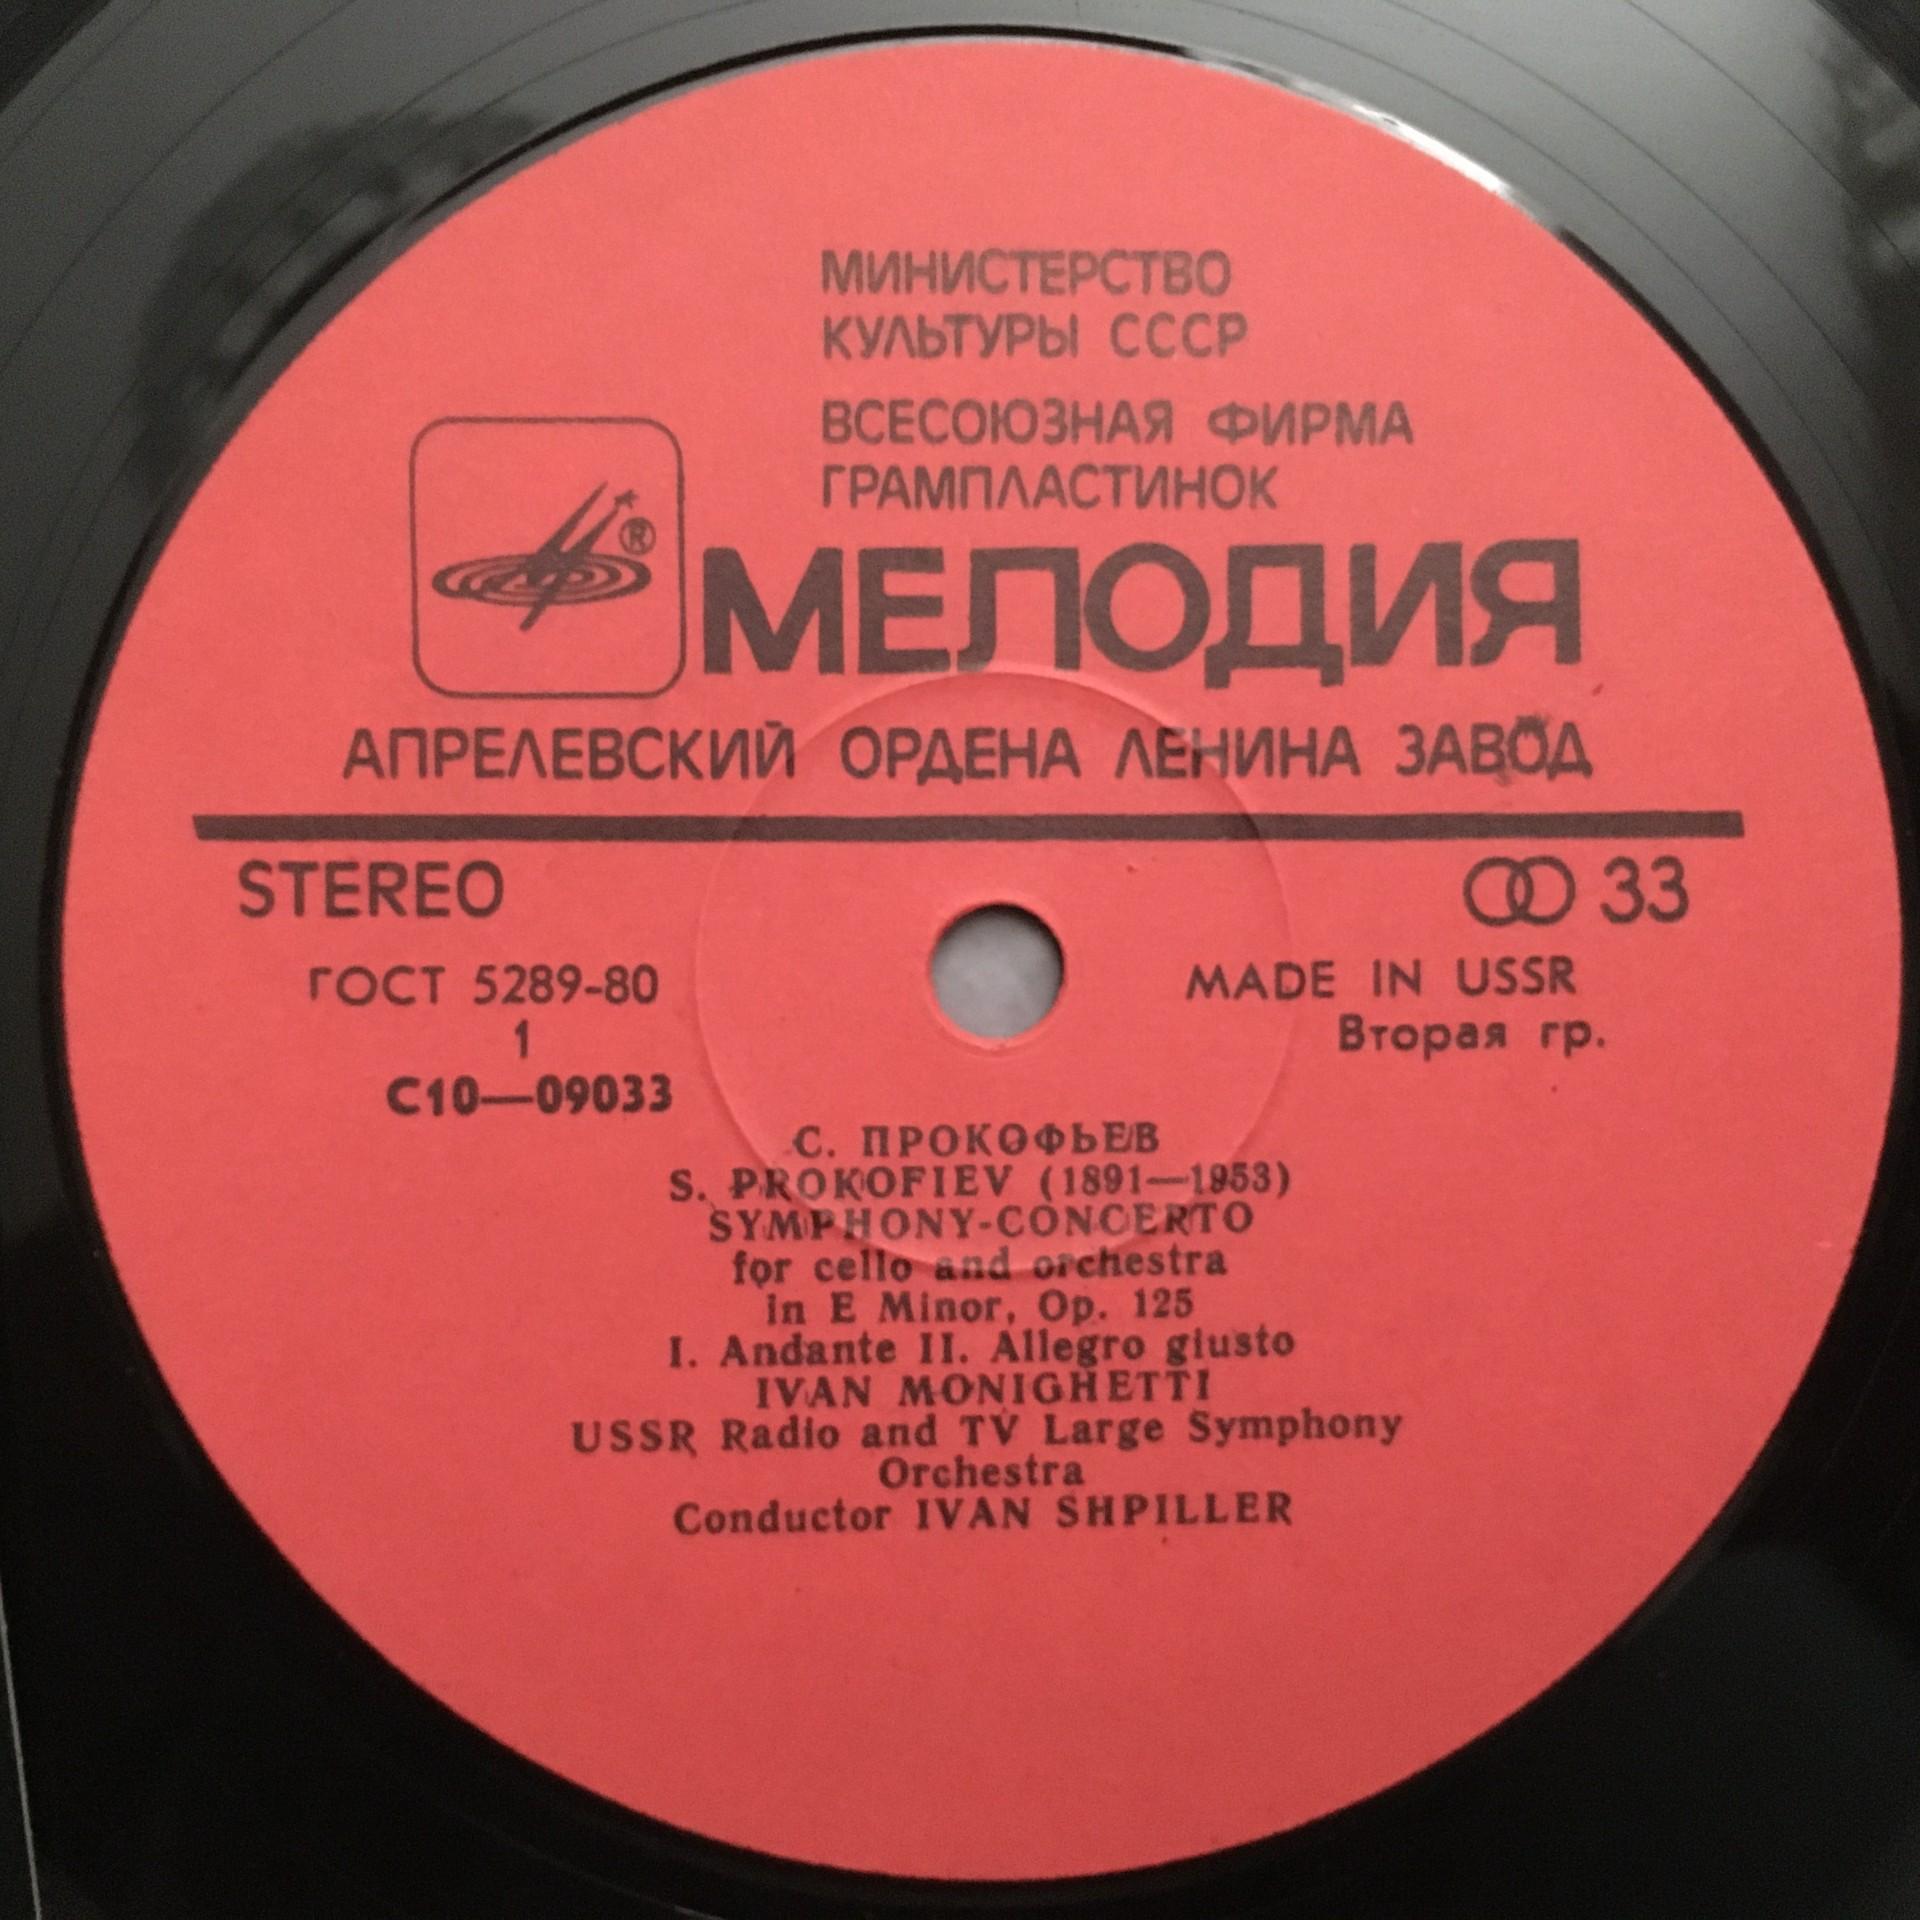 МИНИСТЕРСТВО
КУЛЬТУРЫ СССР
ВСЕСОЮЗНАЯ ФИРМА
ГРАМПЛАСТИНОК
®
МЕЛОДИЯ
АПРЕЛЕВСКИЙ ОРДЕНА ЛЕНИНА ЗАВОД
STEREO
33
ГОСТ 5289-80
MADE IN USSR
1
Вторая гр.
С10—09033
С. ПРОКОФЬЕВ
S. PROKOFIEV (1891—1953)
SYMPHONY-CONCERTO
for cello and orchestra
in E Minor, Op. 125
I. Andante II. Allegro giusto
IVAN MONIGHETTI
USSR Radio and TV Large Symphony
Orchestra
Conductor IVAN SHPILLER